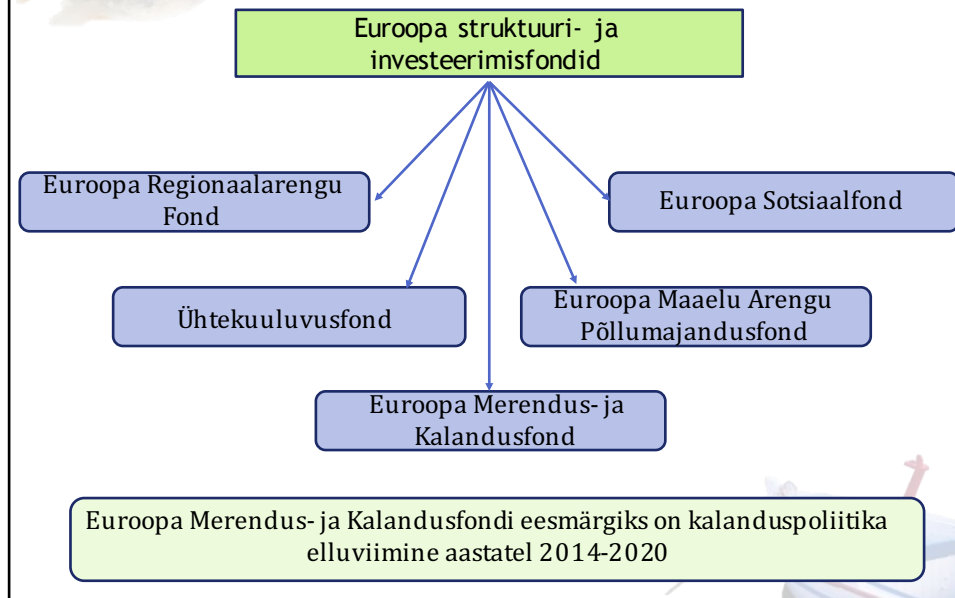 Euroopa struktuuri- ja
investeerimisfondid
Euroopa Regionaalarengu
Fond
Euroopa Sotsiaalfond
Ühtekuuluvusfond
Euroopa Maaelu Arengu
Põllumajandusfond
Euroopa Merendus- ja
Kalandusfond
Euroopa Merendus- ja Kalandusfondi eesmärgiks on kalanduspoliitika
elluviimine aastatel 2014-2020